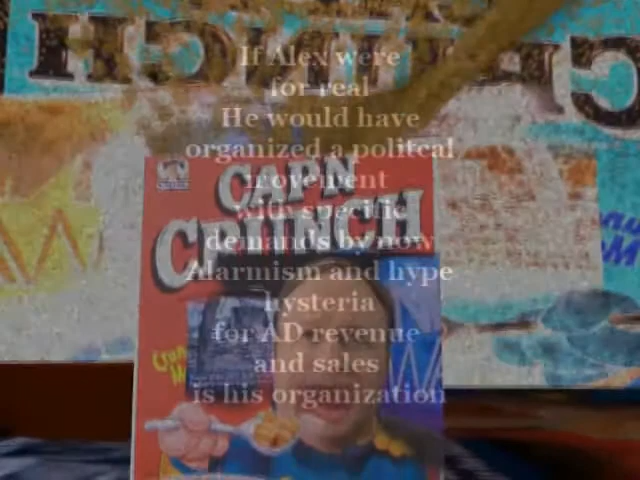 If Alex were
for real
He would have
organized a politcal
movement
with specific
demands by now
Alarmism and hype
hysteria
for AD revenue
and sales
is his organization
CAP'N
CRUNCH